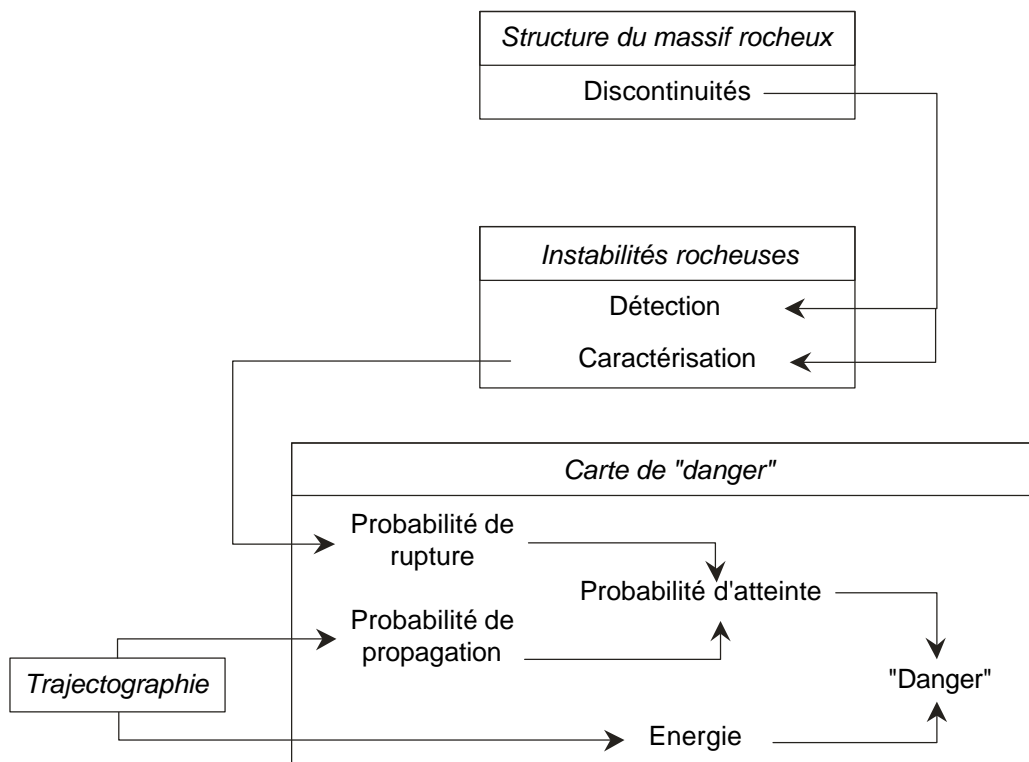 Structure du massif rocheux
Discontinuités
Instabilités rocheuses
Détection
Caractérisation
Carte de "danger"
Probabilité de
rupture
Probabilité d'atteinte
Probabilité de
propagation
Trajectographie
"Danger"
Energie